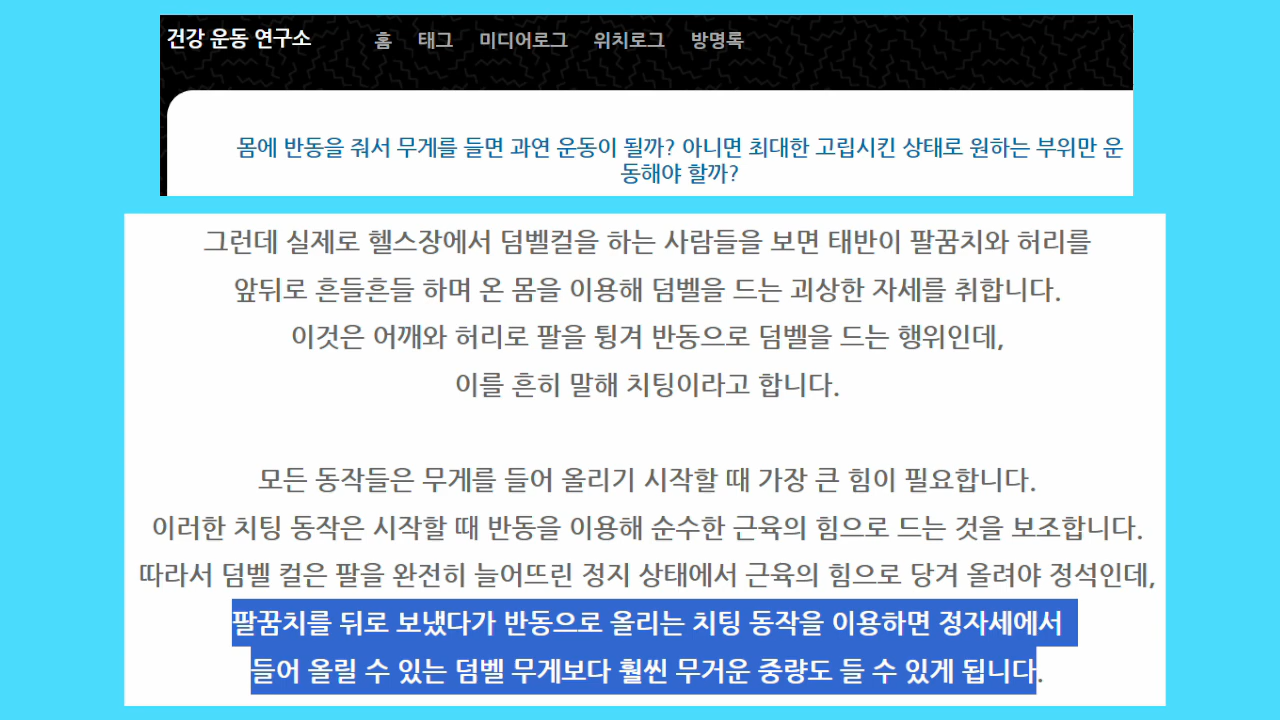 건강 운동 연구소 홈 태그 미디어로그 위치로그 방명록
몸에 반동을 줘서 무게를 들면 과연 운동이 될까? 아니면 최대한 고립시킨 상태로 원하는 부위만 운
동해야 할까?
그런데 실제로 헬스장에서 덤벨컬을 하는 사람들을 보면 태반이 팔꿈치와 허리를
앞뒤로 흔들흔들 하며 온 몸을 이용해 덤벨을 드는 괴상한 자세를 취합니다.
이것은 어깨와 허리로 팔을 튕겨 반동으로 덤벨을 드는 행위인데,
이를 흔히 말해 치팅이라고 합니다.
모든 동작들은 무게를 들어 올리기 시작할 때 가장 큰 힘이 필요합니다.
이러한 치팅 동작은 시작할 때 반동을 이용해 순수한 근육의 힘으로 드는 것을 보조합니다.
따라서 덤벨 컬은 팔을 완전히 늘어뜨린 정지 상태에서 근육의 힘으로 당겨 올려야 정석인데,
팔꿈치를 뒤로 보냈다가 반동으로 올리는 치팅 동작을 이용하면 정자세에서
들어 올릴 수 있는 덤벨 무게보다 훨씬 무거운 중량도 들 수 있게 됩니다.